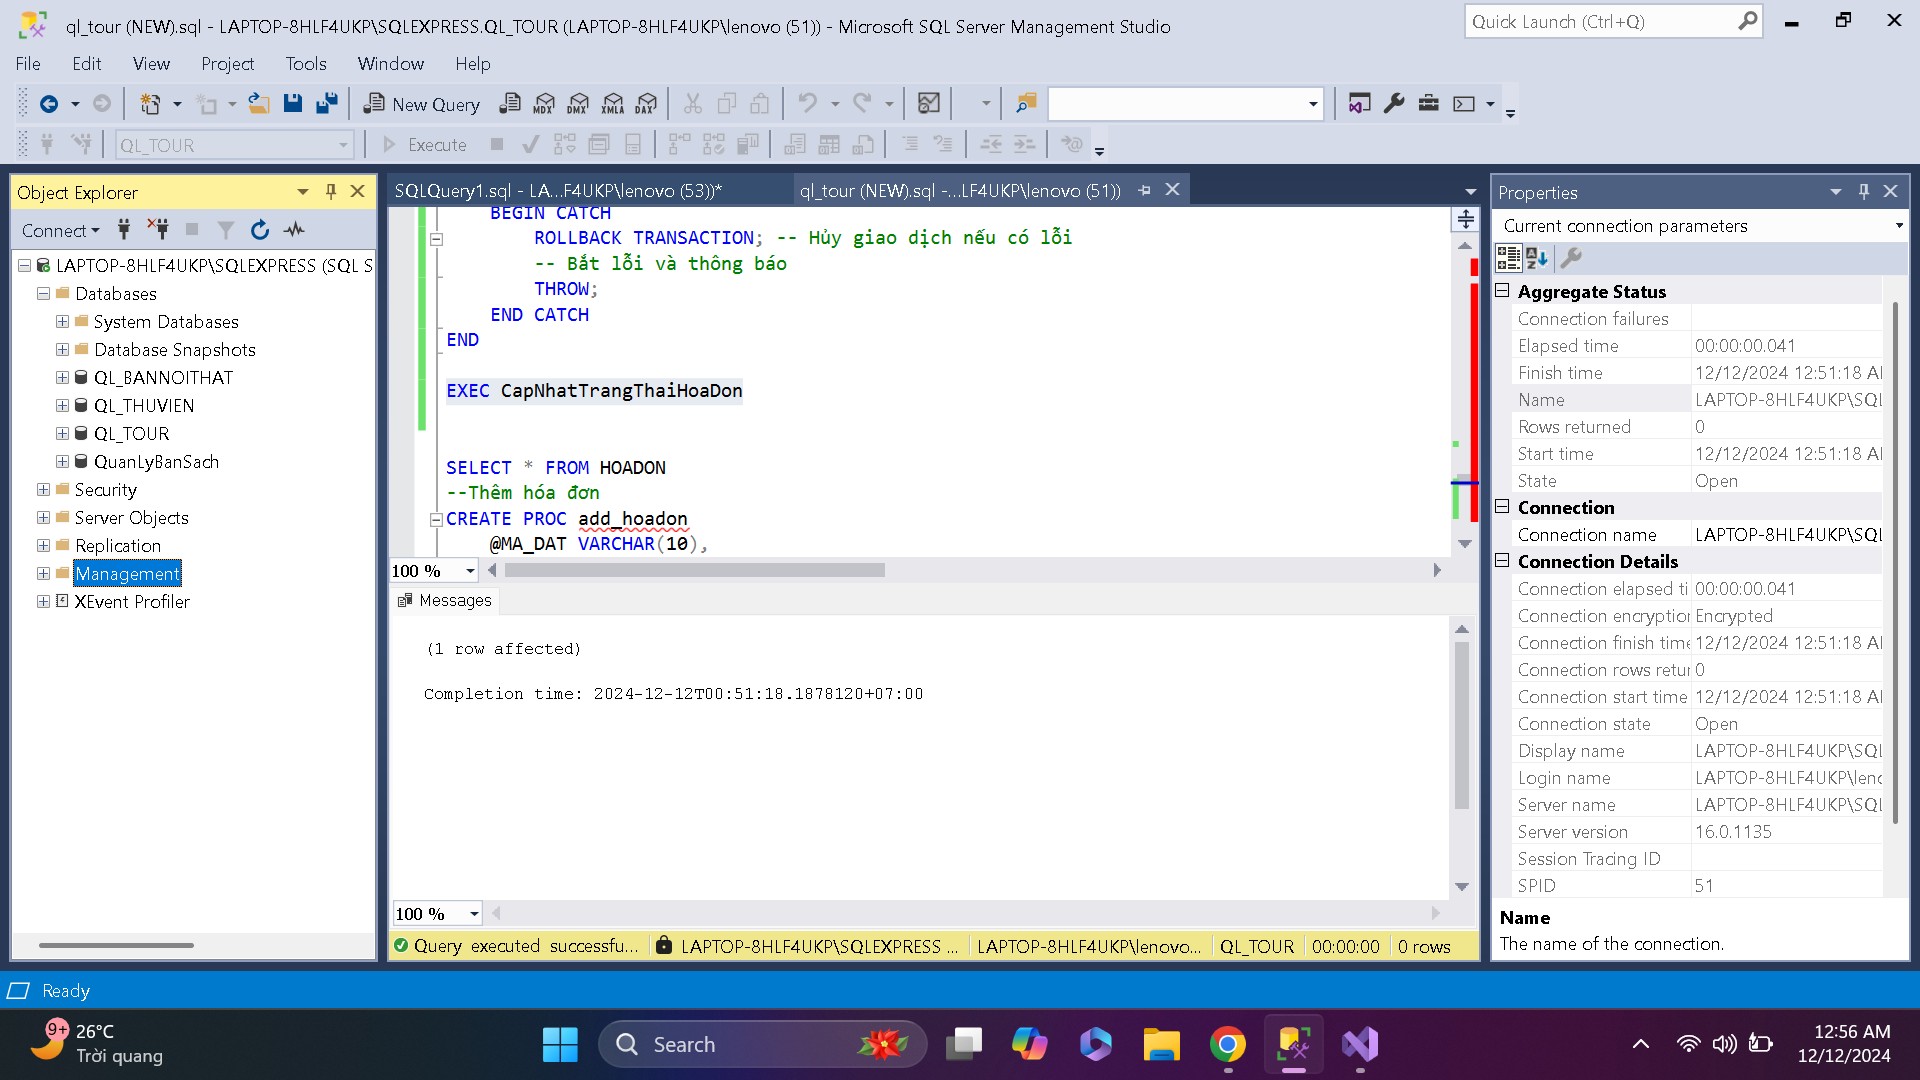 ql_tour (NEW).sql - LAPTOP-8HLF4UKP\SQLEXPRESS.QL_TOUR (LAPTOP-8HLF4UKP\lenovo (51)) - Microsoft SQL Server Management Studio
Quick Launch (Ctrl+Q)
File Edit View Project Tools Window Help
New Query MDX DMX XMLA DAX
QL_TOUR Execute
Object Explorer
Connect
LAPTOP-8HLF4UKP\SQLEXPRESS (SQL S
Databases
System Databases
Database Snapshots
QL_BANNOITHAT
QL_THUVIEN
QL_TOUR
QuanLyBanSach
Security
Server Objects
Replication
Management
XEvent Profiler
SQLQuery1.sql - LA...F4UKP\lenovo (53))*
ql_tour (NEW).sql -...LF4UKP\lenovo (51))
BEGIN CATCH
ROLLBACK TRANSACTION; -- Hủy giao dịch nếu có lỗi
-- Bắt lỗi và thông báo
THROW;
END CATCH
END
EXEC CapNhatTrangThaiHoaDon
SELECT * FROM HOADON
--Thêm hóa đơn
CREATE PROC add_hoadon
@MA_DAT VARCHAR(10),
100 %
Messages
(1 row affected)
Completion time: 2024-12-12T00:51:18.1878120+07:00
100 %
Query executed successfu... LAPTOP-8HLF4UKP\SQLEXPRESS ... LAPTOP-8HLF4UKP\lenovo... QL_TOUR 00:00:00 0 rows
Properties
Current connection parameters
Aggregate Status
Connection failures
Elapsed time 00:00:00.041
Finish time 12/12/2024 12:51:18 AI
Name LAPTOP-8HLF4UKP\SQL
Rows returned 0
Start time 12/12/2024 12:51:18 AI
State Open
Connection
Connection name LAPTOP-8HLF4UKP\SQL
Connection Details
Connection elapsed ti 00:00:00.041
Connection encryption Encrypted
Connection finish time 12/12/2024 12:51:18 AI
Connection rows retur 0
Connection start time 12/12/2024 12:51:18 AI
Connection state Open
Display name LAPTOP-8HLF4UKP\SQL
Login name LAPTOP-8HLF4UKP\lenc
Server name LAPTOP-8HLF4UKP\SQL
Server version 16.0.1135
Session Tracing ID
SPID 51
Name
The name of the connection.
Ready
9+ 26°C
Trời quang
Search
12:56 AM
12/12/2024